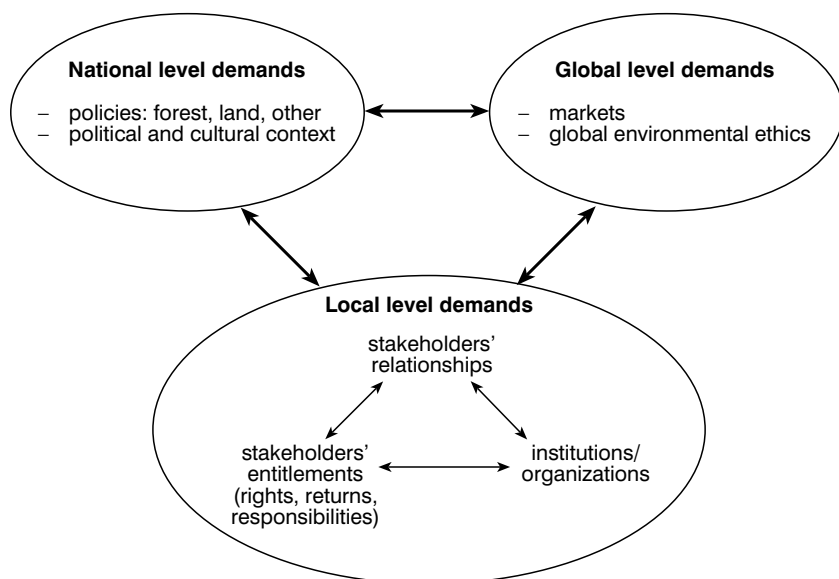 National level demands
– policies: forest, land, other
– political and cultural context
Global level demands
– markets
– global environmental ethics
Local level demands
stakeholders’
relationships
stakeholders’
entitlements
(rights, returns,
responsibilities)
institutions/
organizations